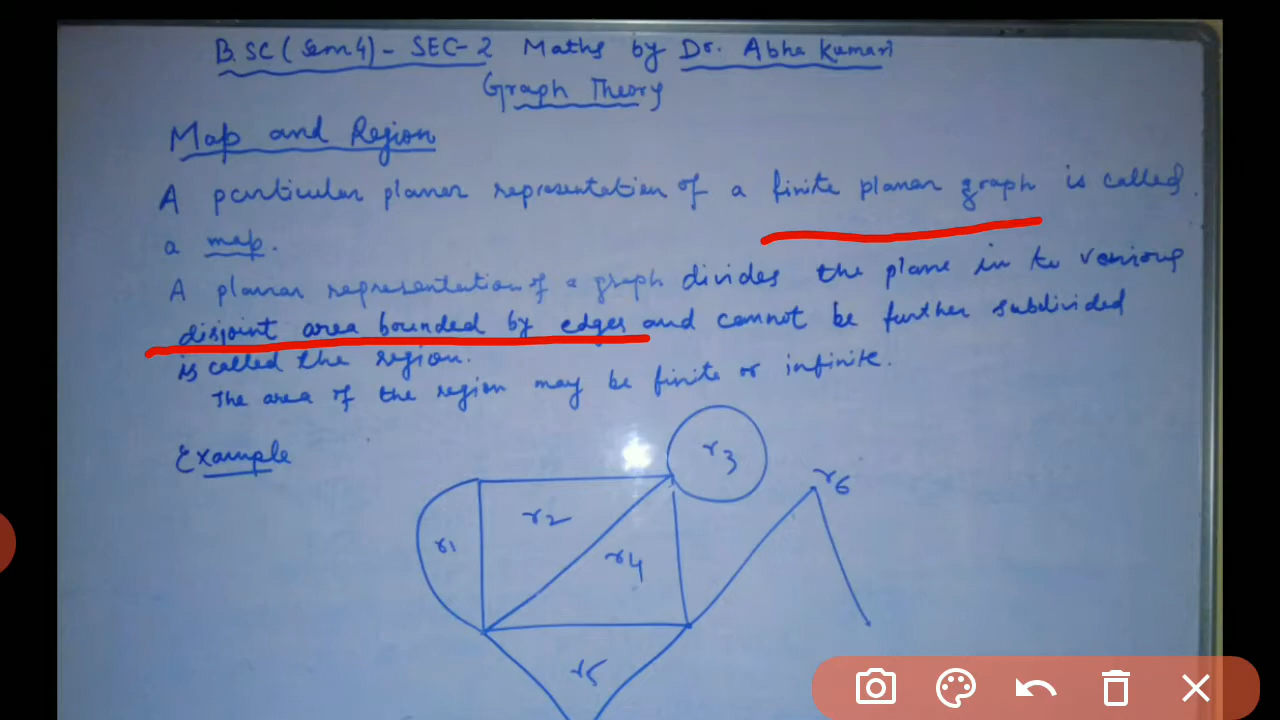 B.SC (Sem 4) - SEC-2 Maths by Dr. Abha Kumari
Graph Theory
Map and Region
A particular planar representation of a finite planar graph is called
a map.
A planar representation of a graph divides the plane in to various
disjoint area bounded by edges and cannot be further subdivided
is called the region.
The area of the region may be finite or infinite.
Example
r3
r6
r2
r1
r4
r5